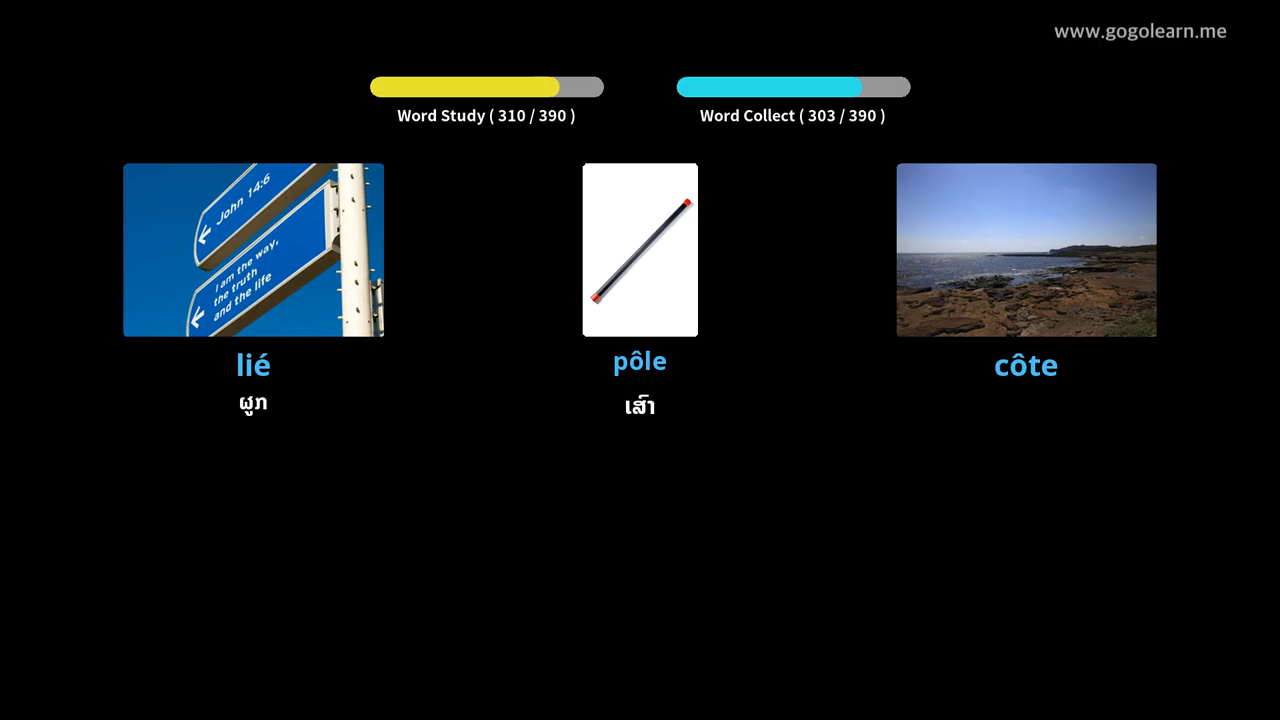 www.gogolearn.me
Word Study ( 310 / 390 )
Word Collect ( 303 / 390 )
John 14:6
I am the way,
the truth
and the life
lié
ຜູກ
pôle
ເສົາ
côte